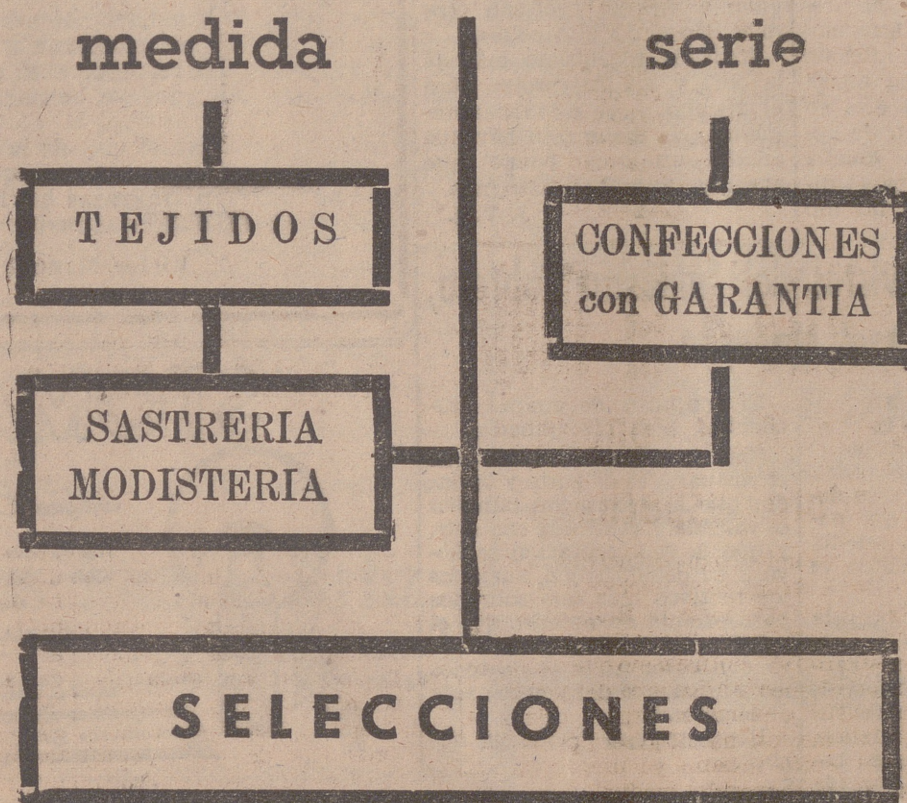 medida
serie
TEJIDOS
CONFECCIONES
con GARANTIA
SASTRERIA
MODISTERIA
SELECCIONES